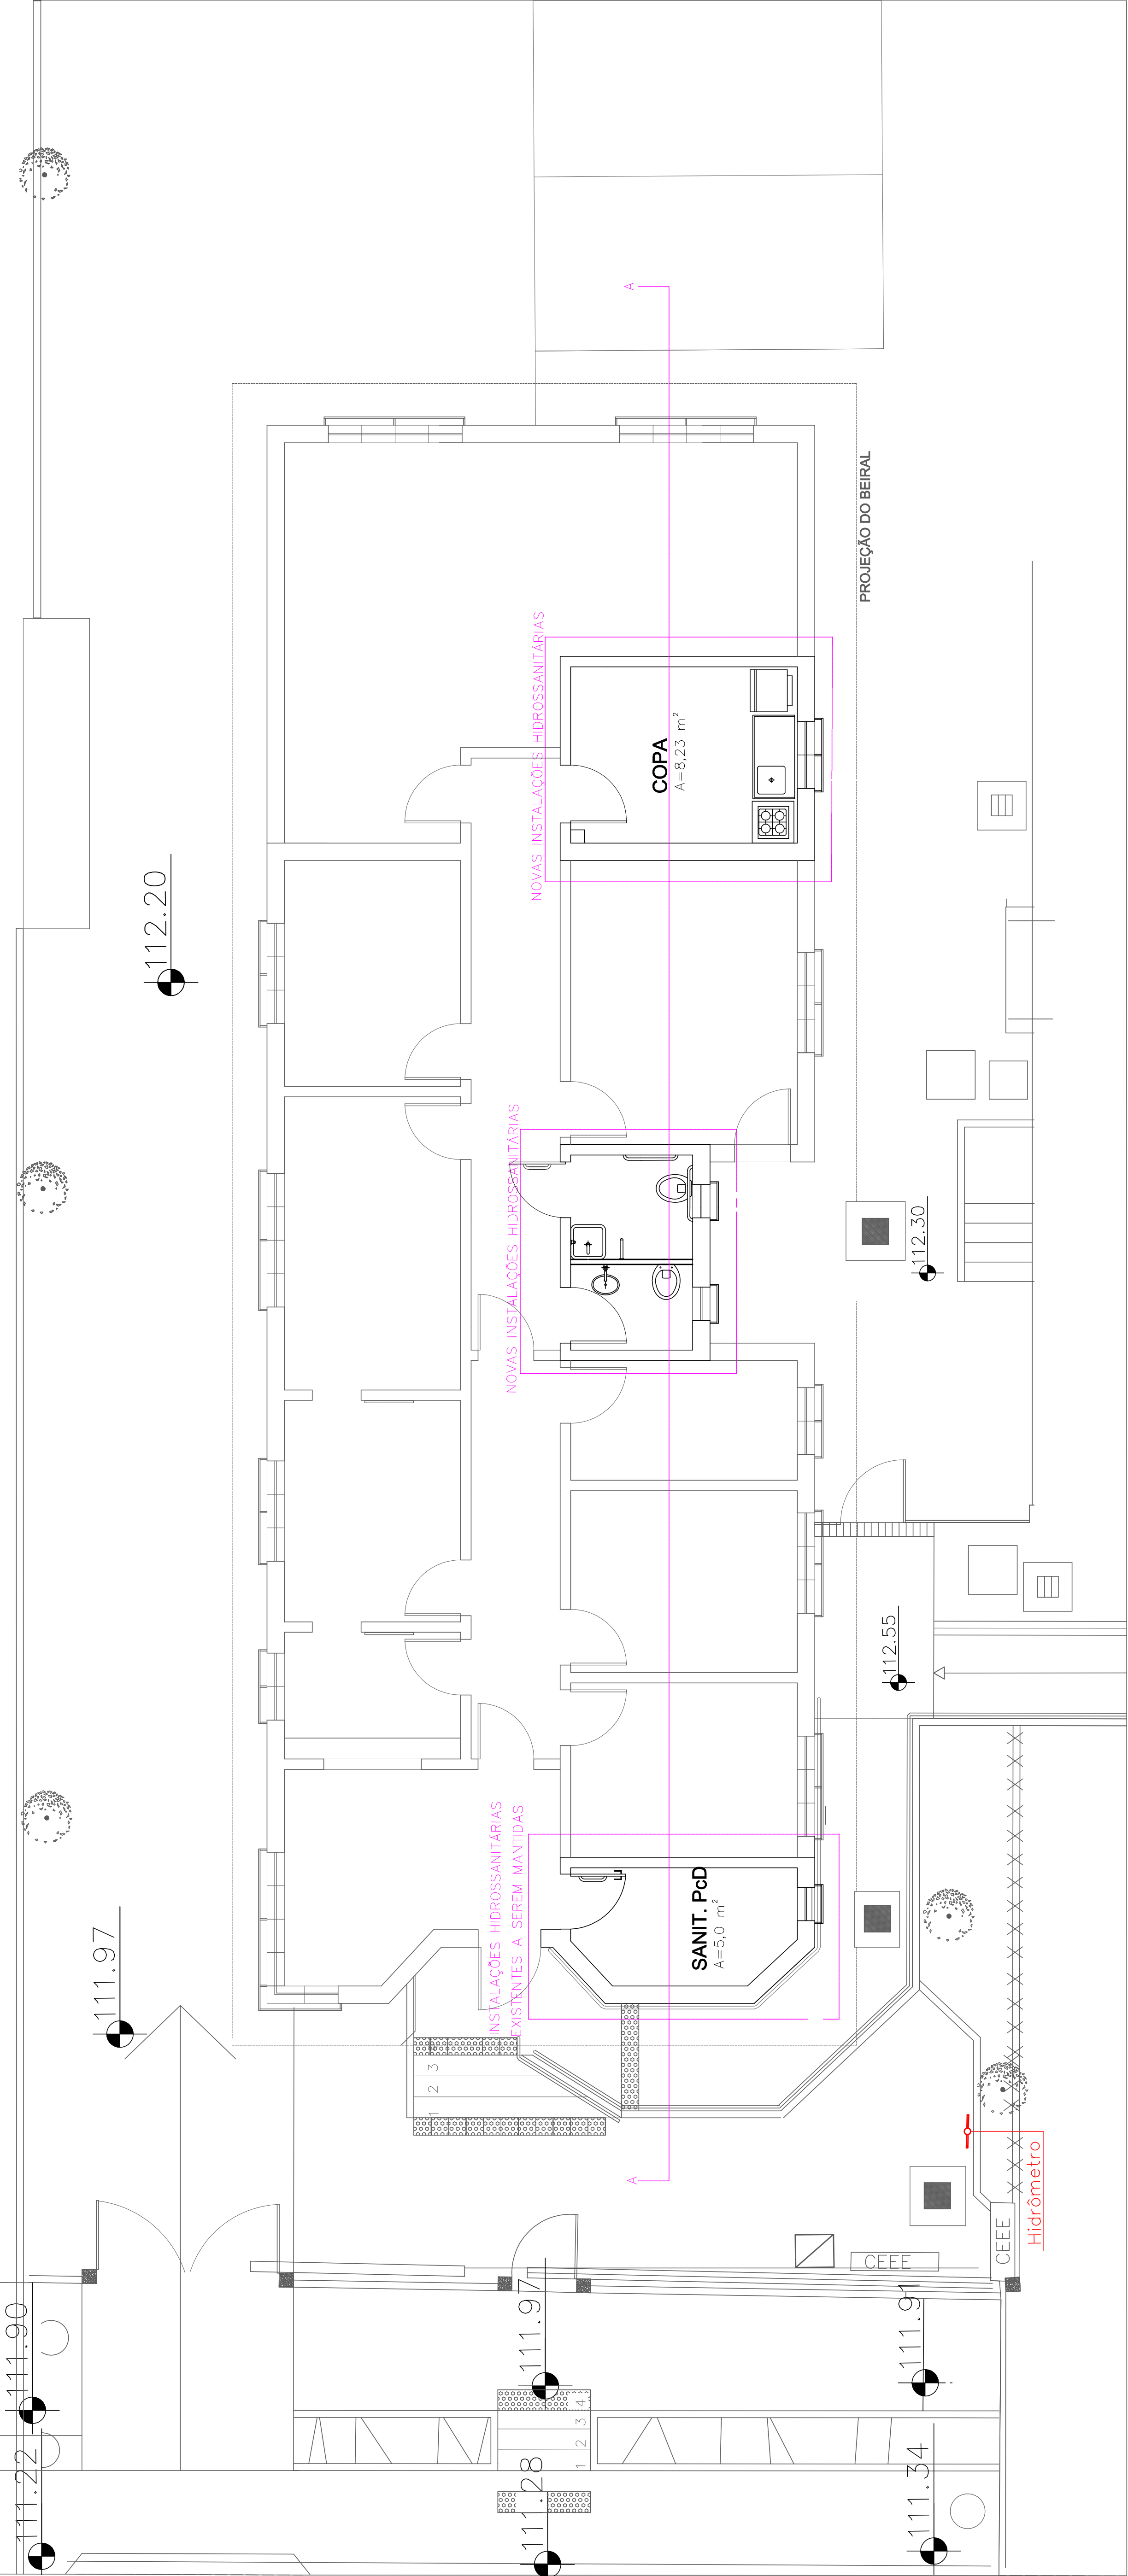 A
PROJEÇÃO DO BEIRAL
NOVAS INSTALAÇÕES HIDROSSANITÁRIAS
COPA
A=8,23 m²
112.20
NOVAS INSTALAÇÕES HIDROSSANITÁRIAS
112.30
112.55
INSTALAÇÕES HIDROSSANITÁRIAS
EXISTENTES A SEREM MANTIDAS
SANIT. PcD
A=5,0 m²
111.97
1 2 3
A
Hidrômetro
CEEE
CEEE
111.90
111.97
111.91
1 2 3 4
111.22
111.28
111.34